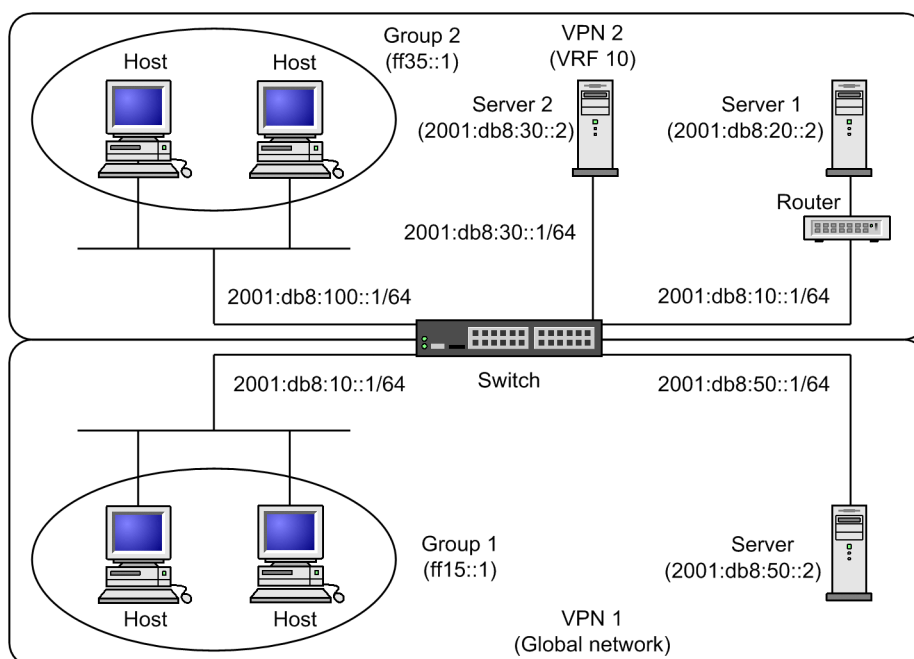 Group 2
(ff35::1)
VPN 2
(VRF 10)
Host
Host
Server 2
(2001:db8:30::2)
Server 1
(2001:db8:20::2)
Router
2001:db8:30::1/64
2001:db8:100::1/64
2001:db8:10::1/64
Switch
2001:db8:10::1/64
2001:db8:50::1/64
Group 1
(ff15::1)
Server
(2001:db8:50::2)
Host
Host
VPN 1
(Global network)